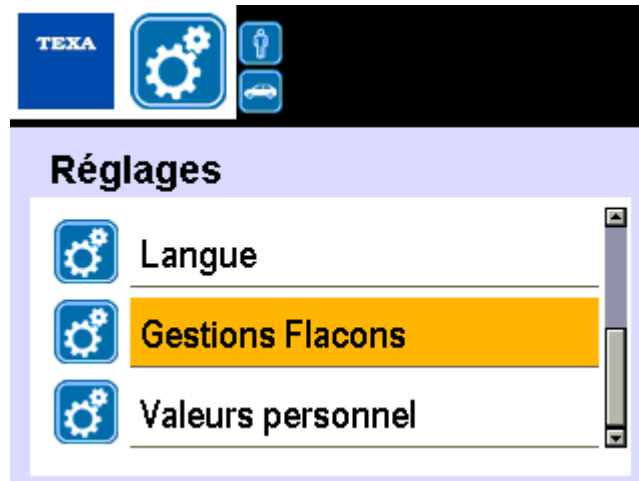 TEXA
Réglages
Langue
Gestions Flacons
Valeurs personnel